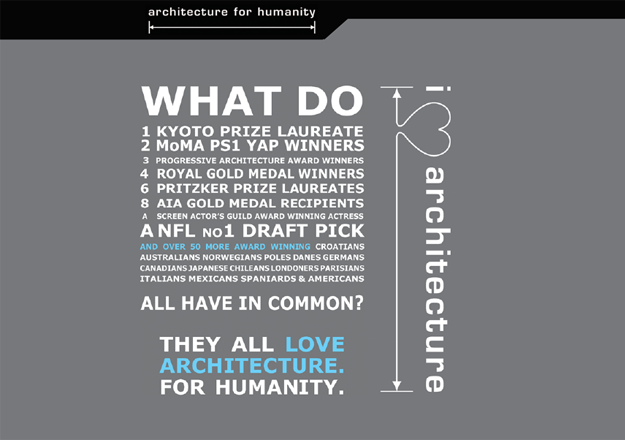 architecture for humanity
WHAT DO
1 KYOTO PRIZE LAUREATE
2 MoMA PS1 YAP WINNERS
3 PROGRESSIVE ARCHITECTURE AWARD WINNERS
4 ROYAL GOLD MEDAL WINNERS
6 PRITZKER PRIZE LAUREATES
8 AIA GOLD MEDAL RECIPIENTS
A SCREEN ACTOR'S GUILD AWARD WINNING ACTRESS
A NFL NO1 DRAFT PICK
AND OVER 50 MORE AWARD WINNING CROATIANS
AUSTRALIANS NORWEGIANS POLES DANES GERMANS
CANADIANS JAPANESE CHILEANS LONDONERS PARISIANS
ITALIANS MEXICANS SPANIARDS & AMERICANS
ALL HAVE IN COMMON?
THEY ALL LOVE
ARCHITECTURE.
FOR HUMANITY.
i architecture